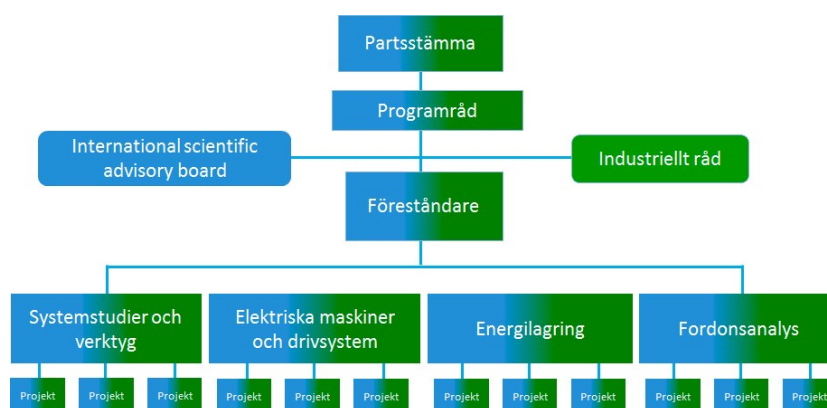 Partsstämma
Programråd
International scientific
advisory board
Industriellt råd
Föreståndare
Systemstudier och
verktyg
Elektriska maskiner
och drivsystem
Energilagring
Fordonsanalys
Projekt
Projekt
Projekt
Projekt
Projekt
Projekt
Projekt
Projekt
Projekt
Projekt
Projekt
Projekt